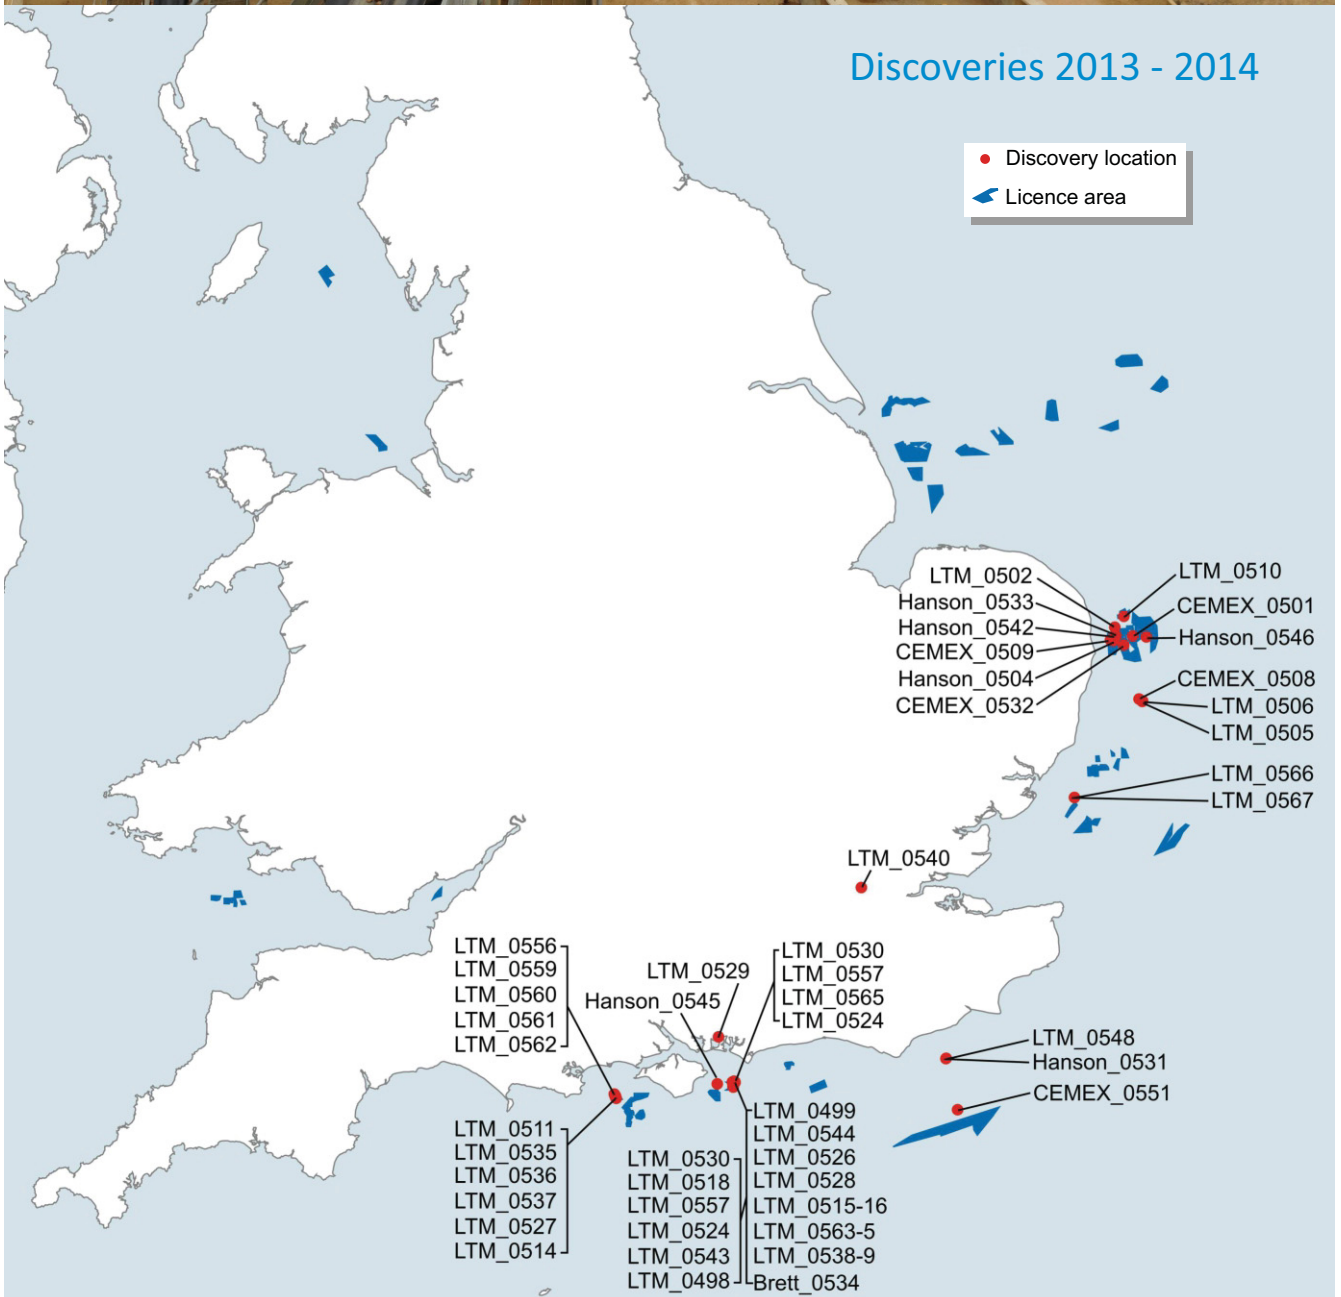 Discoveries 2013 - 2014
Discovery location
Licence area
LTM_0502
Hanson_0533
Hanson_0542
CEMEX_0509
Hanson_0504
CEMEX_0532
LTM_0510
CEMEX_0501
Hanson_0546
CEMEX_0508
LTM_0506
LTM_0505
LTM_0566
LTM_0567
LTM_0540
LTM_0556
LTM_0559
LTM_0560
LTM_0561
LTM_0562
LTM_0529
Hanson_0545
LTM_0530
LTM_0557
LTM_0565
LTM_0524
LTM_0548
Hanson_0531
CEMEX_0551
LTM_0511
LTM_0535
LTM_0536
LTM_0537
LTM_0527
LTM_0514
LTM_0530
LTM_0518
LTM_0557
LTM_0524
LTM_0543
LTM_0498
LTM_0499
LTM_0544
LTM_0526
LTM_0528
LTM_0515-16
LTM_0563-5
LTM_0538-9
Brett_0534